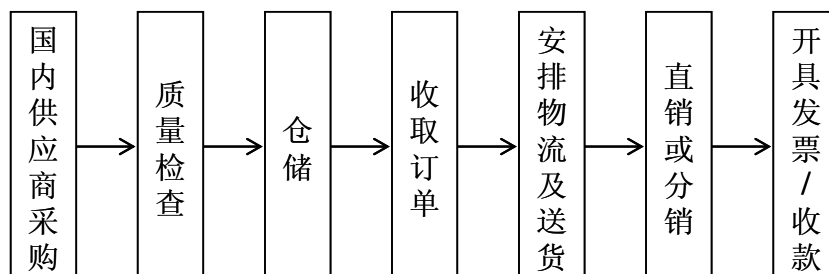 国内供应商采购
质量检查
仓储
收取订单
安排物流及送货
直销或分销
开具发票/收款